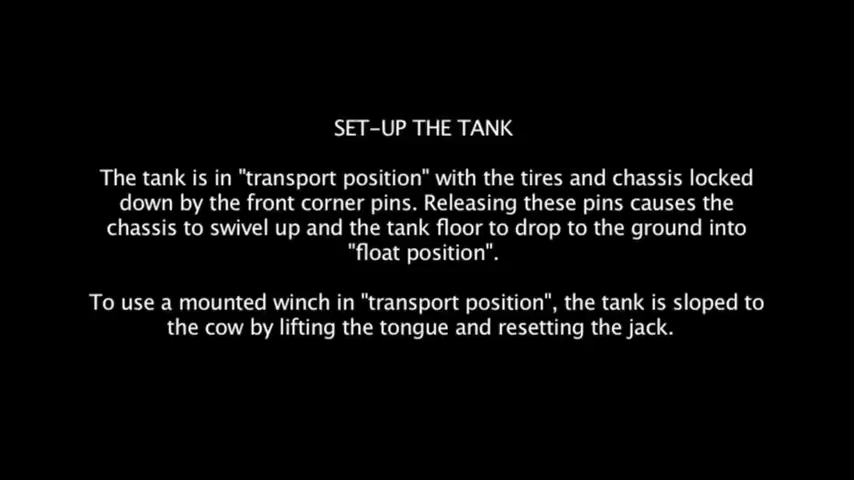 SET-UP THE TANK
The tank is in "transport position" with the tires and chassis locked
down by the front corner pins. Releasing these pins causes the
chassis to swivel up and the tank floor to drop to the ground into
"float position".
To use a mounted winch in "transport position", the tank is sloped to
the cow by lifting the tongue and resetting the jack.